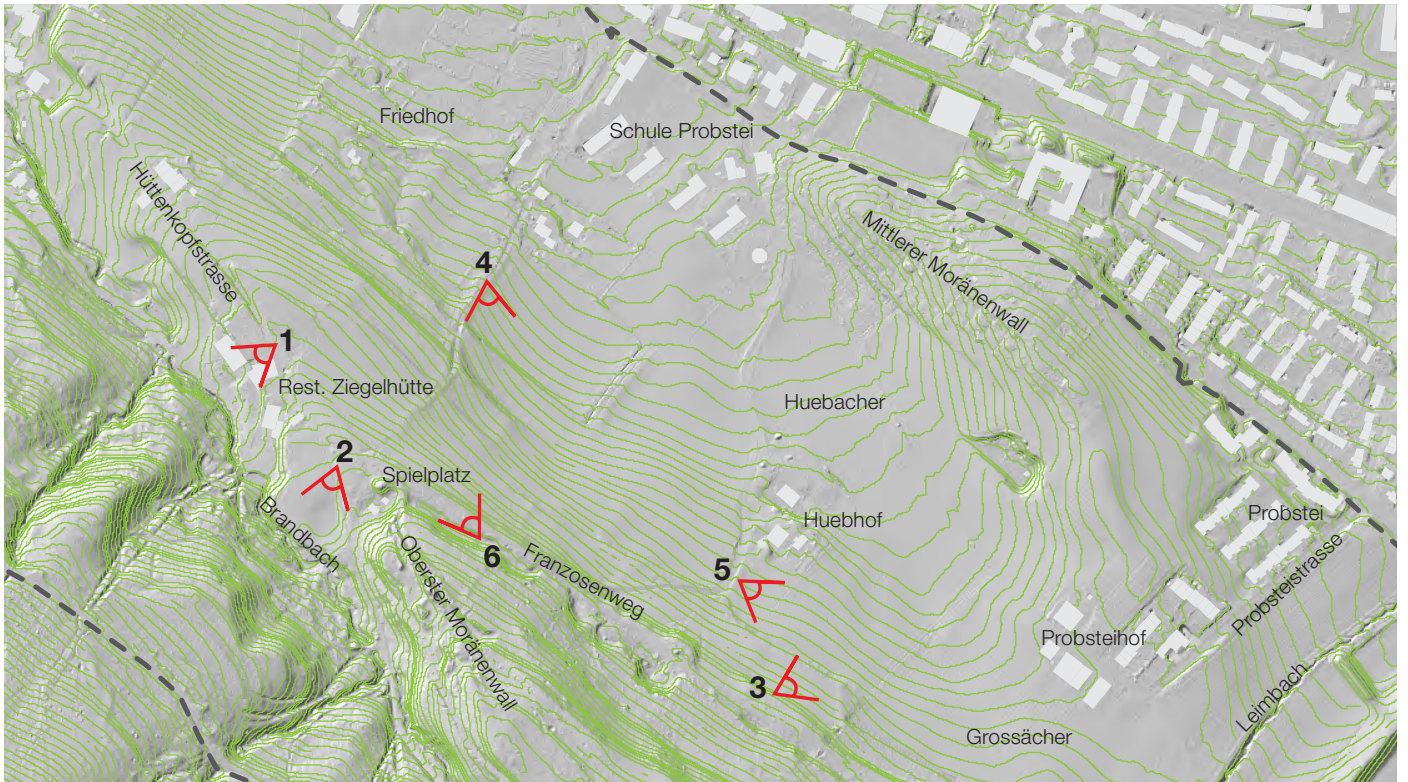 Friedhof
Schule Probstei
Hüttenkopfstrasse
Mittlerer Moränenwall
4
1
Rest. Ziegelhütte
Huebacher
2
Spielplatz
Brandbach
6
Huebhof
Probstei
Oberster Moränenwall
Franzosenweg
5
Probsteistrasse
Probsteihof
3
Leimbach
Grossächer